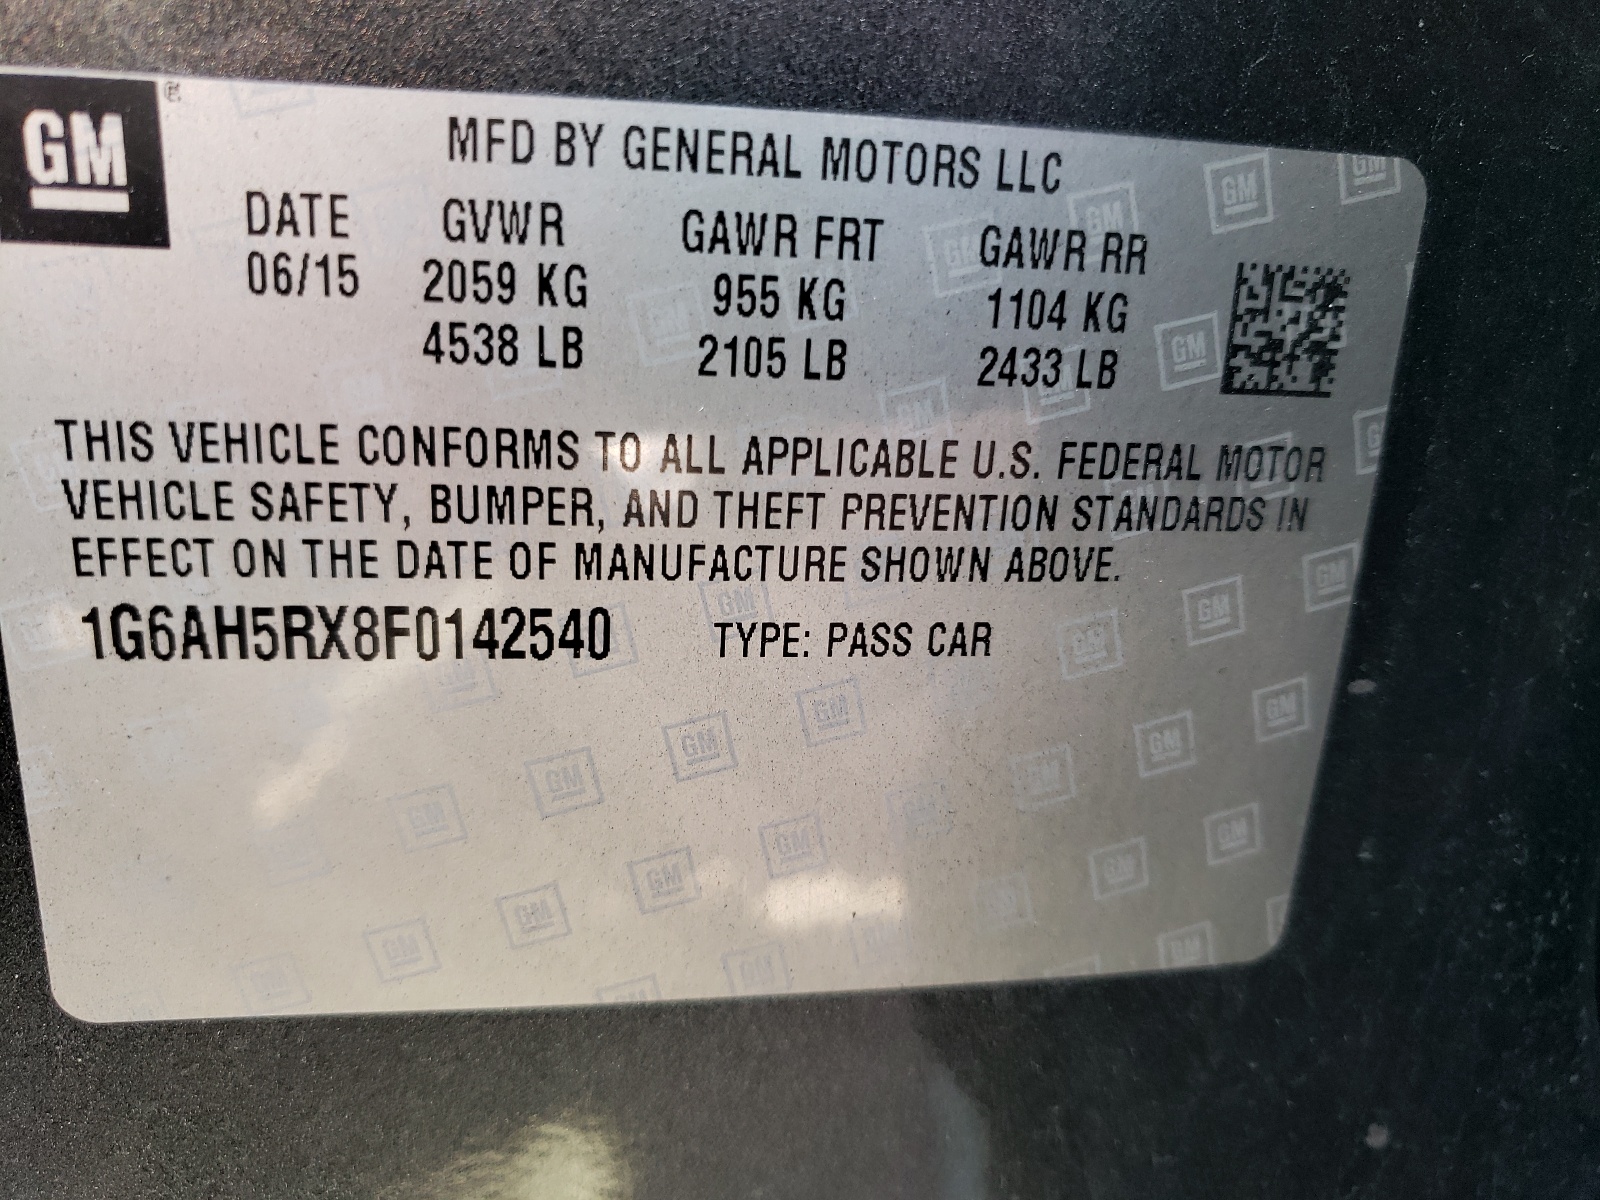 GM
MFD BY GENERAL MOTORS LLC
DATE GVWR GAWR FRT GAWR RR
06/15 2059 KG 955 KG 1104 KG
4538 LB 2105 LB 2433 LB
THIS VEHICLE CONFORMS TO ALL APPLICABLE U.S. FEDERAL MOTOR
VEHICLE SAFETY, BUMPER, AND THEFT PREVENTION STANDARDS IN
EFFECT ON THE DATE OF MANUFACTURE SHOWN ABOVE.
1G6AH5RX8F0142540 TYPE: PASS CAR